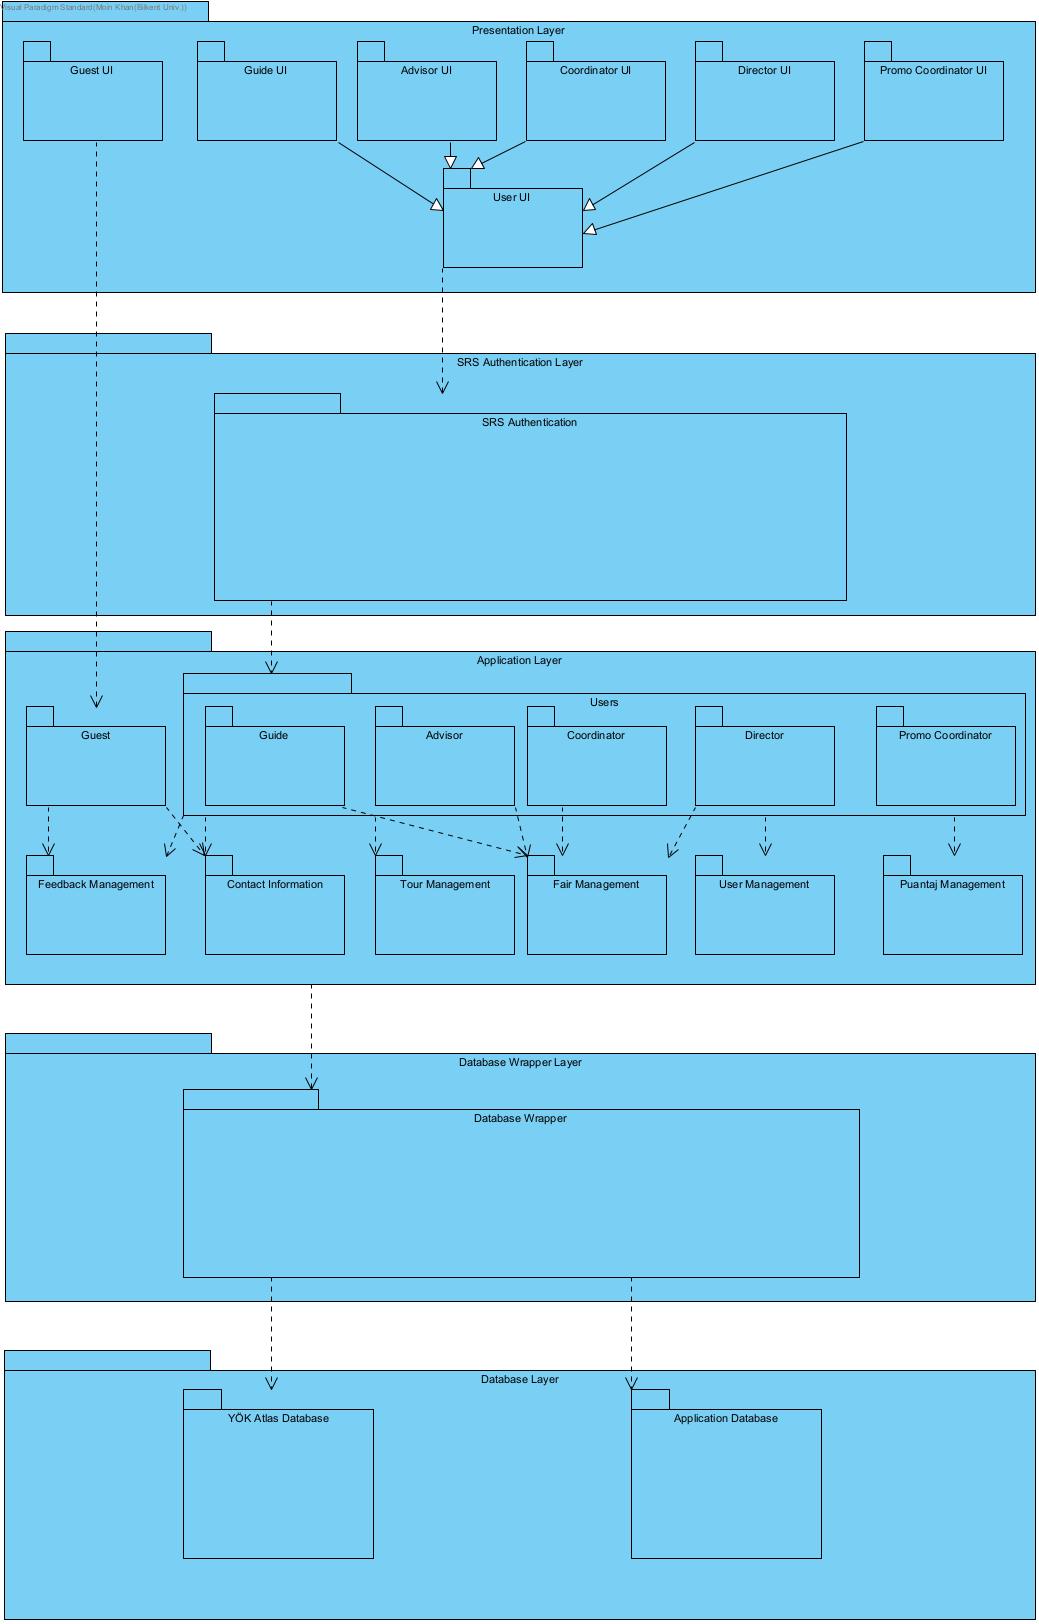 Visual Paradigm Standard(Moin Khan(Bilkent Univ.))
Presentation Layer
Guest UI
Guide UI
Advisor UI
Coordinator UI
Director UI
Promo Coordinator UI
User UI
SRS Authentication Layer
SRS Authentication
Application Layer
Users
Guest
Guide
Advisor
Coordinator
Director
Promo Coordinator
Feedback Management
Contact Information
Tour Management
Fair Management
User Management
Puantaj Management
Database Wrapper Layer
Database Wrapper
Database Layer
YÖK Atlas Database
Application Database